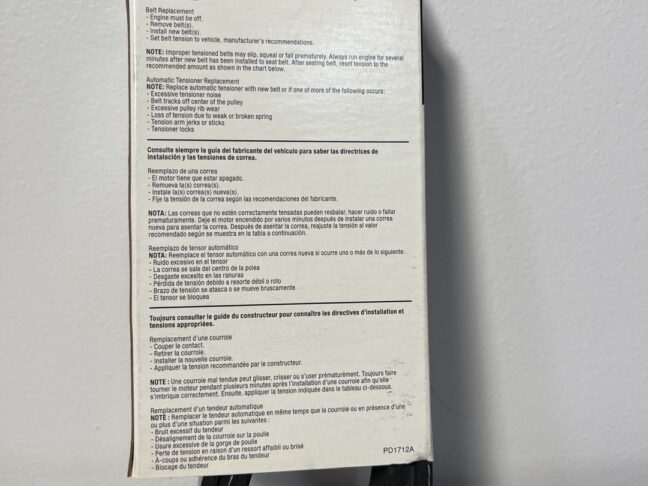 Belt Replacement
- Engine must be off.
- Remove belt(s).
- Install new belt(s).
- Set belt tension to vehicle, manufacturer's recommendations.
NOTE: Improper tensioned belts may slip, squeal or fail prematurely. Always run engine for several
minutes after new belt has been installed to seat belt. After seating belt, reset tension to the
recommended amount as shown in the chart below.
Automatic Tensioner Replacement
NOTE: Replace automatic tensioner with new belt or if one of more of the following occurs:
- Excessive tensioner noise
- Belt tracks off center of the pulley
- Excessive pulley rib wear
- Loss of tension due to weak or broken spring
- Tension arm jerks or sticks
- Tensioner locks
Consulte siempre la guía del fabricante del vehículo para saber las directrices de
instalación y las tensiones de correa.
Reemplazo de una correa
- El motor tiene que estar apagado.
- Remueva la(s) correa(s).
- Instale la(s) correa(s) nueva(s).
- Fije la tensión de la correa según las recomendaciones del fabricante.
NOTA: Las correas que no estén correctamente tensadas pueden resbalar, hacer ruido o fallar
prematuramente. Deje el motor encendido por varios minutos después de instalar una correa
nueva para asentar la correa. Después de asentar la correa, reajuste la tensión al valor
recomendado según se muestra en la tabla a continuación.
Reemplazo de tensor automático
NOTA: Reemplace el tensor automático con una correa nueva si ocurre uno o más de lo siguiente:
- Ruido excesivo en el tensor
- La correa se sale del centro de la polea
- Desgaste excesito en las ranuras
- Pérdida de tensión debido a resorte débil o roto
- Brazo de tensión se atasca o se mueve bruscamente
- El tensor se bloquea
Toujours consulter le guide du constructeur pour connaître les directives d'installation et
tensions appropriées.
Remplacement d'une courroie
- Couper le contact.
- Retirer la courroie.
- Installer la nouvelle courroie.
- Appliquer la tension recommandée par le constructeur.
NOTE : Une courroie mal tendue peut glisser, crisser ou s'user prématurément. Toujours faire
tourner le moteur pendant plusieurs minutes après l'installation d'une courroie afin qu'elle
s'imbrique correctement. Ensuite, appliquer la tension indiquée dans le tableau ci-dessous.
Remplacement d'un tendeur automatique
NOTE : Remplacer le tendeur automatique en même temps que la courroie ou en présence d'une
ou plus d'une situation parmi les suivantes :
- Bruit excessif du tendeur
- Désalignement de la courroie sur la poulie
- Usure excessive de la gorge de poulie
- Perte de tension en raison d'un ressort affaibli ou brisé
- À-coups ou adhérence du bras du tendeur
- Blocage du tendeur
PD1712A